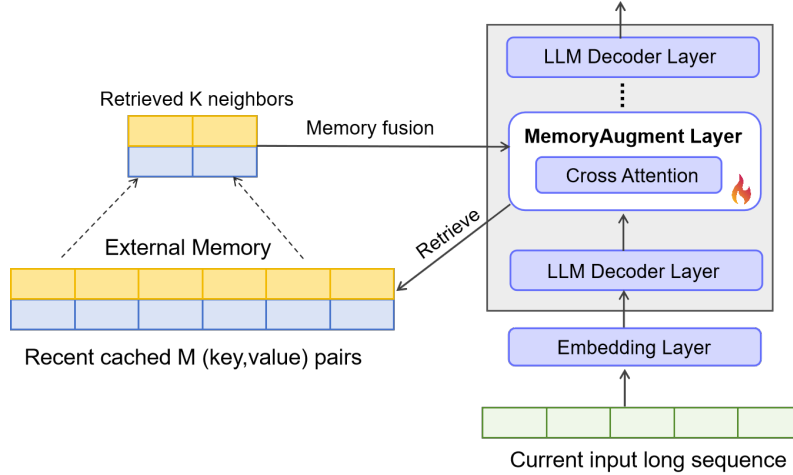 LLM Decoder Layer
Retrieved K neighbors
Memory fusion
MemoryAugment Layer
Cross Attention
Retrieve
External Memory
LLM Decoder Layer
Recent cached M (key,value) pairs
Embedding Layer
Current input long sequence